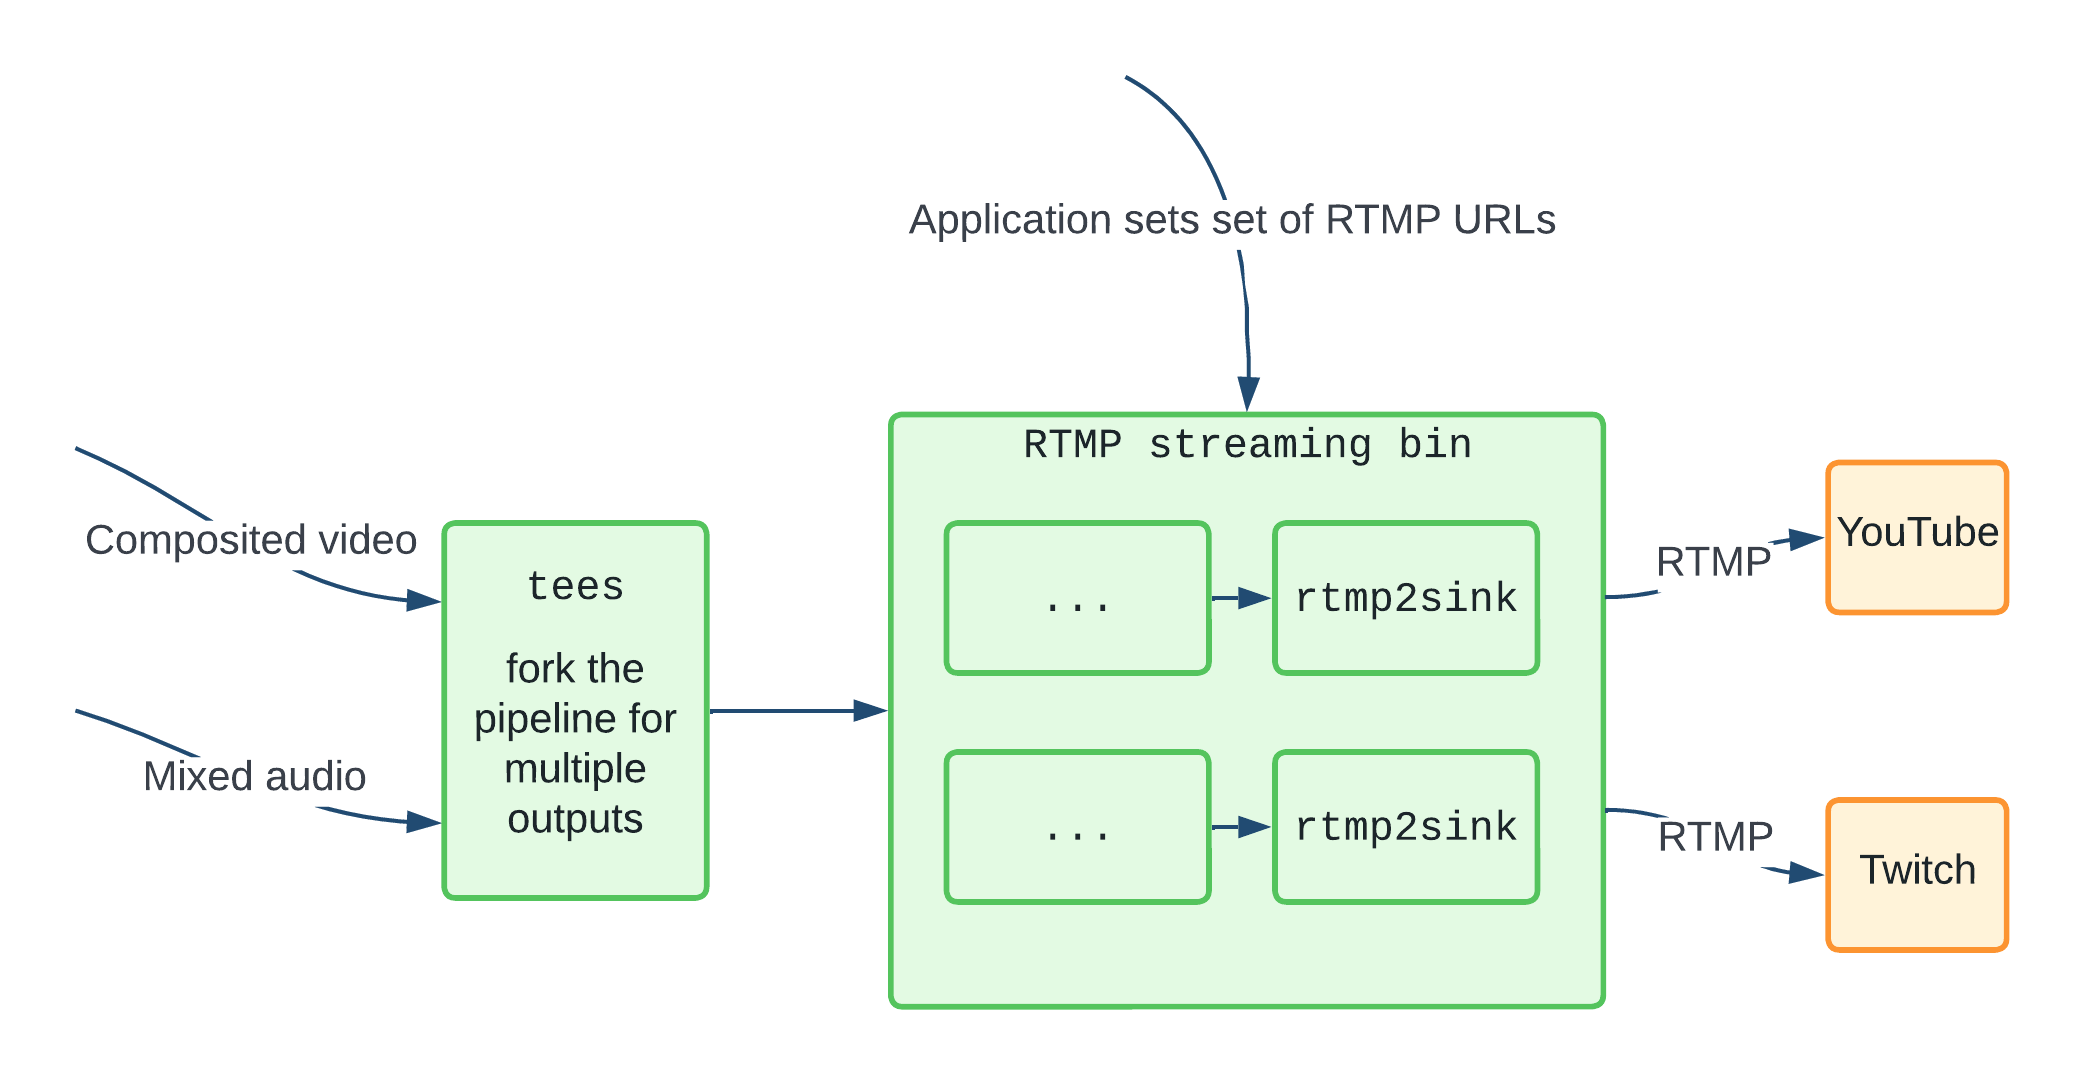 Application sets set of RTMP URLs
Composited video
Mixed audio
tees
fork the
pipeline for
multiple
outputs
RTMP streaming bin
...
rtmp2sink
...
rtmp2sink
RTMP
YouTube
RTMP
Twitch